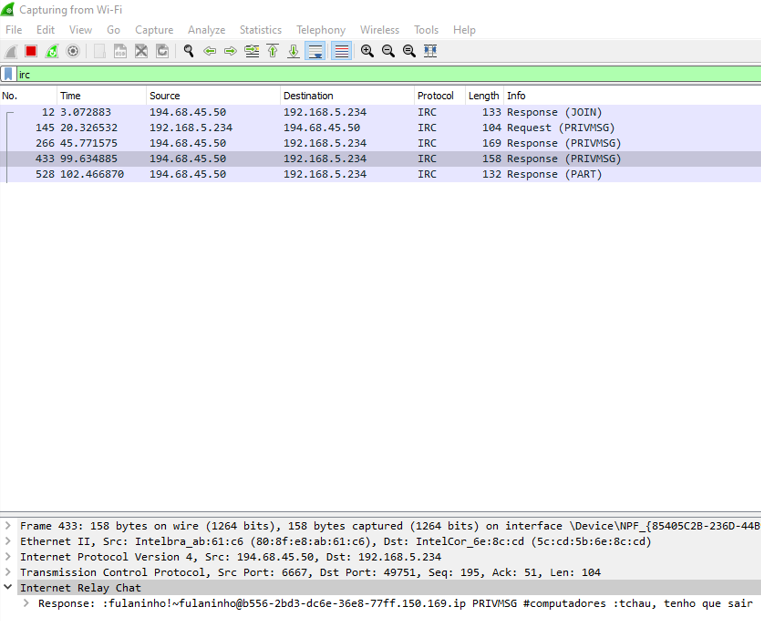 Capturing from Wi-Fi
File Edit View Go Capture Analyze Statistics Telephony Wireless Tools Help
irc
No. Time Source Destination Protocol Length Info
12 3.072883 194.68.45.50 192.168.5.234 IRC 133 Response (JOIN)
145 20.326532 192.168.5.234 194.68.45.50 IRC 104 Request (PRIVMSG)
266 45.771575 194.68.45.50 192.168.5.234 IRC 169 Response (PRIVMSG)
433 99.634885 194.68.45.50 192.168.5.234 IRC 158 Response (PRIVMSG)
528 102.466870 194.68.45.50 192.168.5.234 IRC 132 Response (PART)
Frame 433: 158 bytes on wire (1264 bits), 158 bytes captured (1264 bits) on interface \Device\NPF_{85405C2B-236D-44B
Ethernet II, Src: Intelbra_ab:61:c6 (80:8f:e8:ab:61:c6), Dst: IntelCor_6e:8c:cd (5c:cd:5b:6e:8c:cd)
Internet Protocol Version 4, Src: 194.68.45.50, Dst: 192.168.5.234
Transmission Control Protocol, Src Port: 6667, Dst Port: 49751, Seq: 195, Ack: 51, Len: 104
Internet Relay Chat
Response: :fulaninho!~fulaninho@b556-2bd3-dc6e-36e8-77ff.150.169.ip PRIVMSG #computadores :tchau, tenho que sair